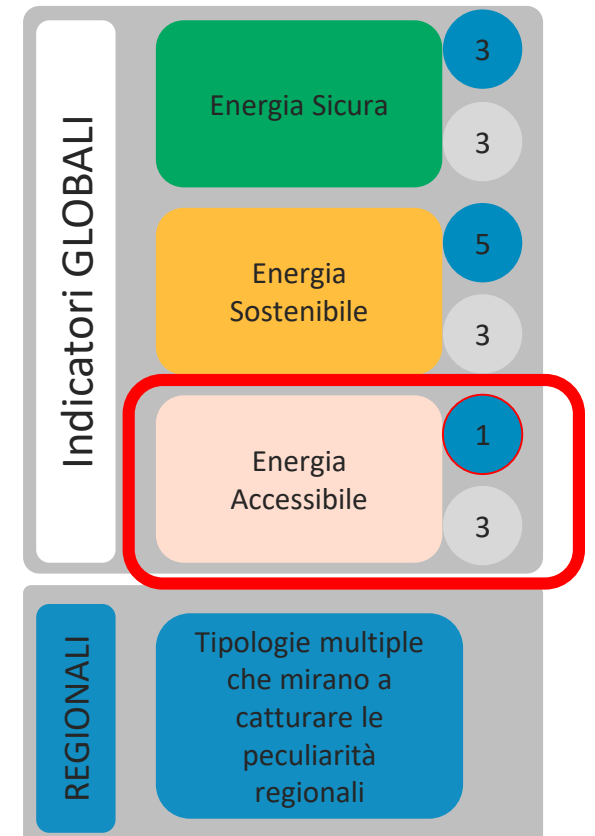 Indicatori GLOBALI
Energia Sicura
3
3
Energia
Sostenibile
5
3
Energia
Accessibile
1
3
REGIONALI
Tipologie multiple
che mirano a
catturare le
peculiarità
regionali